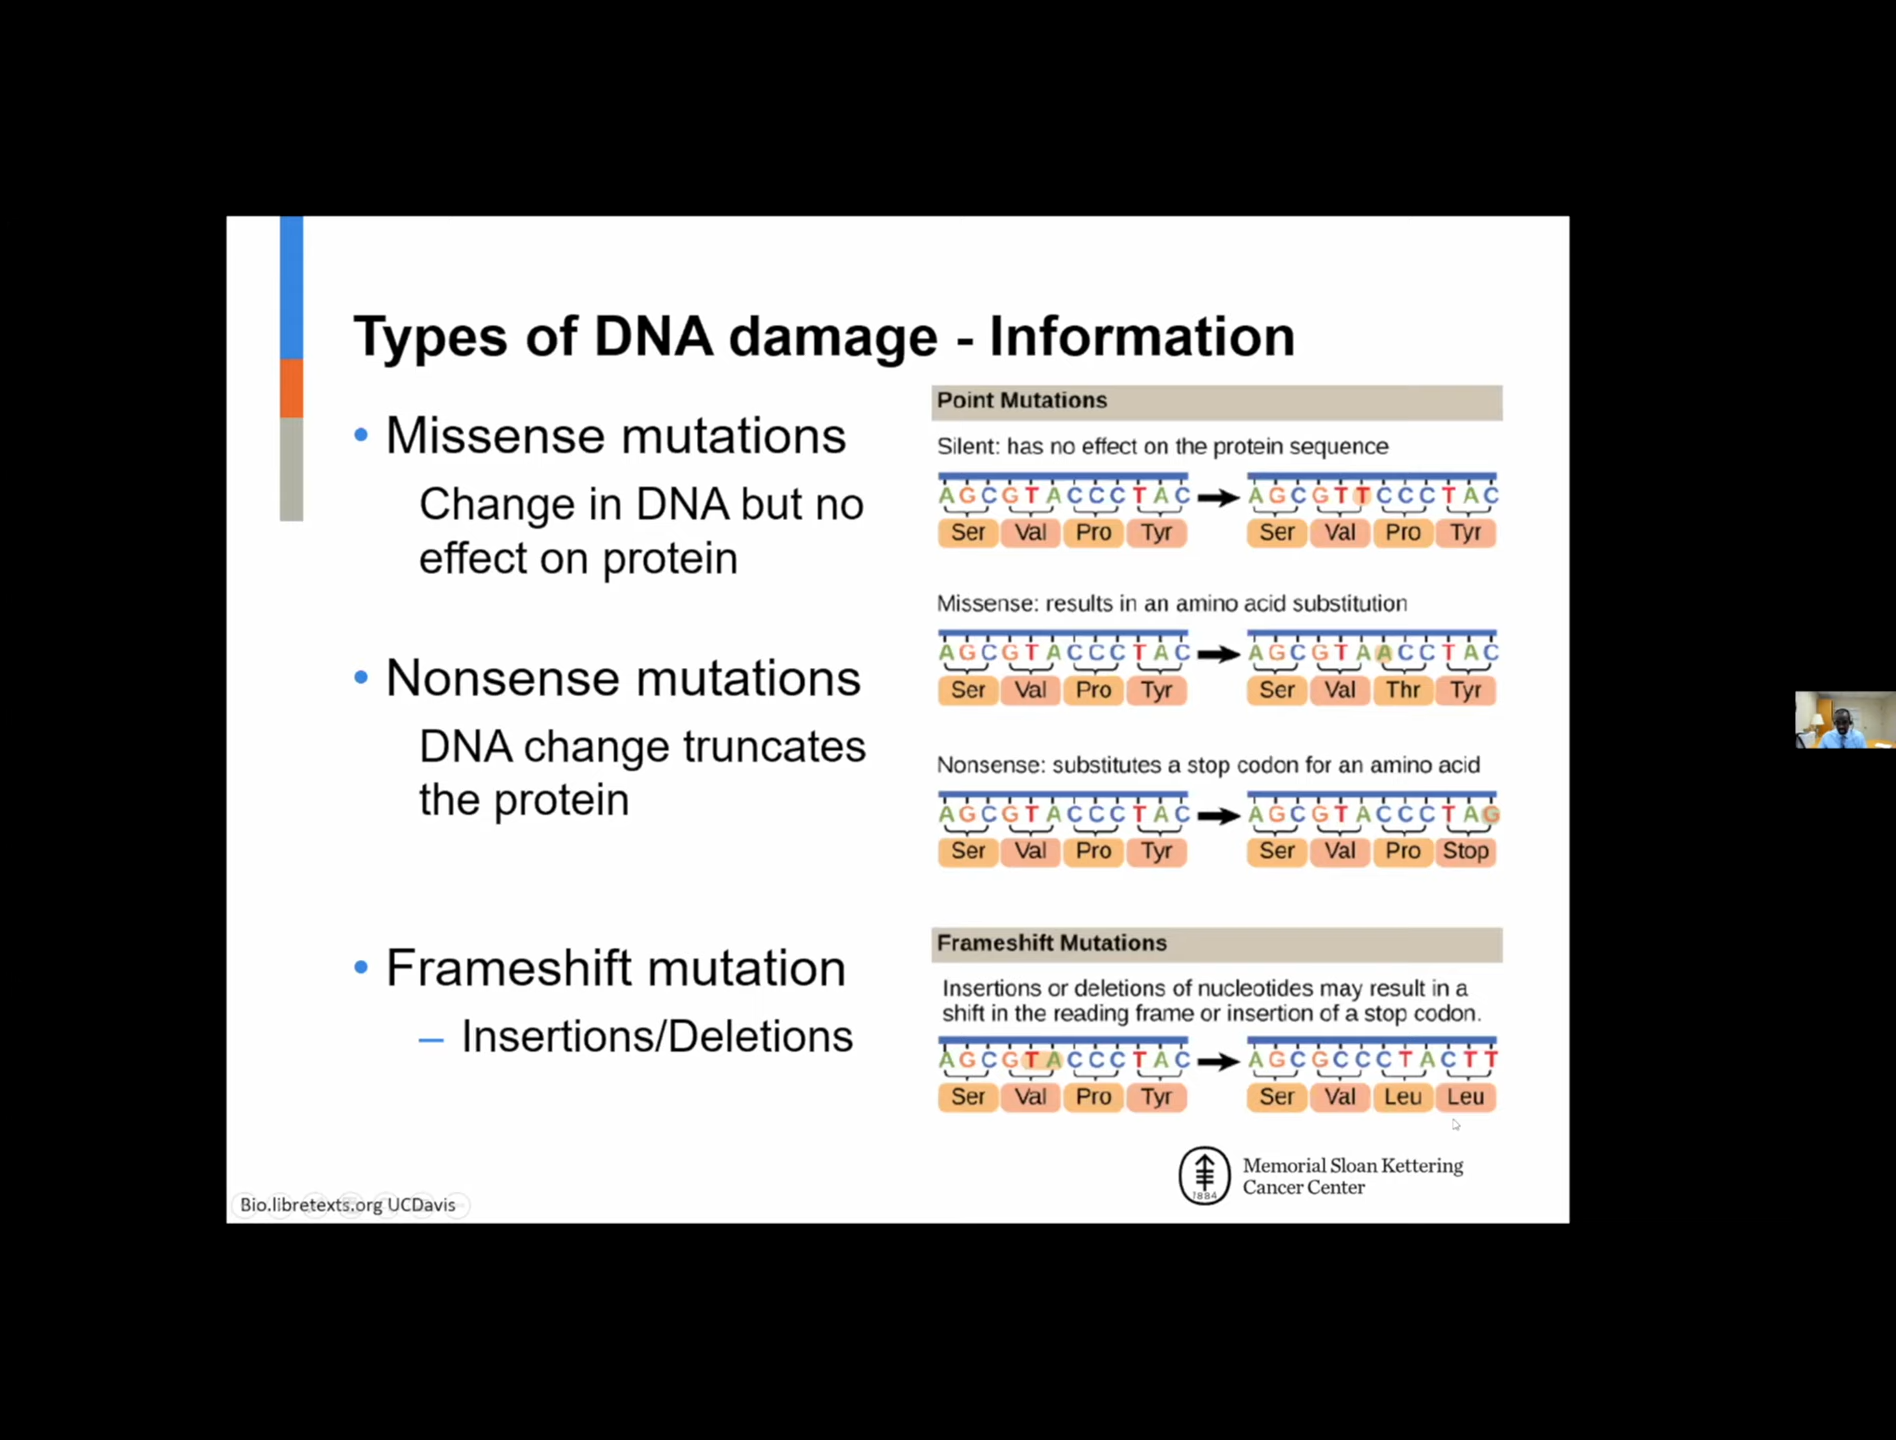 Types of DNA damage - Information
• Missense mutations
Change in DNA but no
effect on protein
• Nonsense mutations
DNA change truncates
the protein
• Frameshift mutation
– Insertions/Deletions
Point Mutations
Silent: has no effect on the protein sequence
AGCGTACCCTAC AGCGTTCCCTAC
Ser Val Pro Tyr Ser Val Pro Tyr
Missense: results in an amino acid substitution
AGCGTACCCTAC AGCGTAACCTAC
Ser Val Pro Tyr Ser Val Thr Tyr
Nonsense: substitutes a stop codon for an amino acid
AGCGTACCCTAC AGCGTACCCTAG
Ser Val Pro Tyr Ser Val Pro Stop
Frameshift Mutations
Insertions or deletions of nucleotides may result in a
shift in the reading frame or insertion of a stop codon.
AGCGTACCCTAC AGCGCCCTACTT
Ser Val Pro Tyr Ser Val Leu Leu
1884
Memorial Sloan Kettering
Cancer Center
Bio.libretexts.org UCDavis